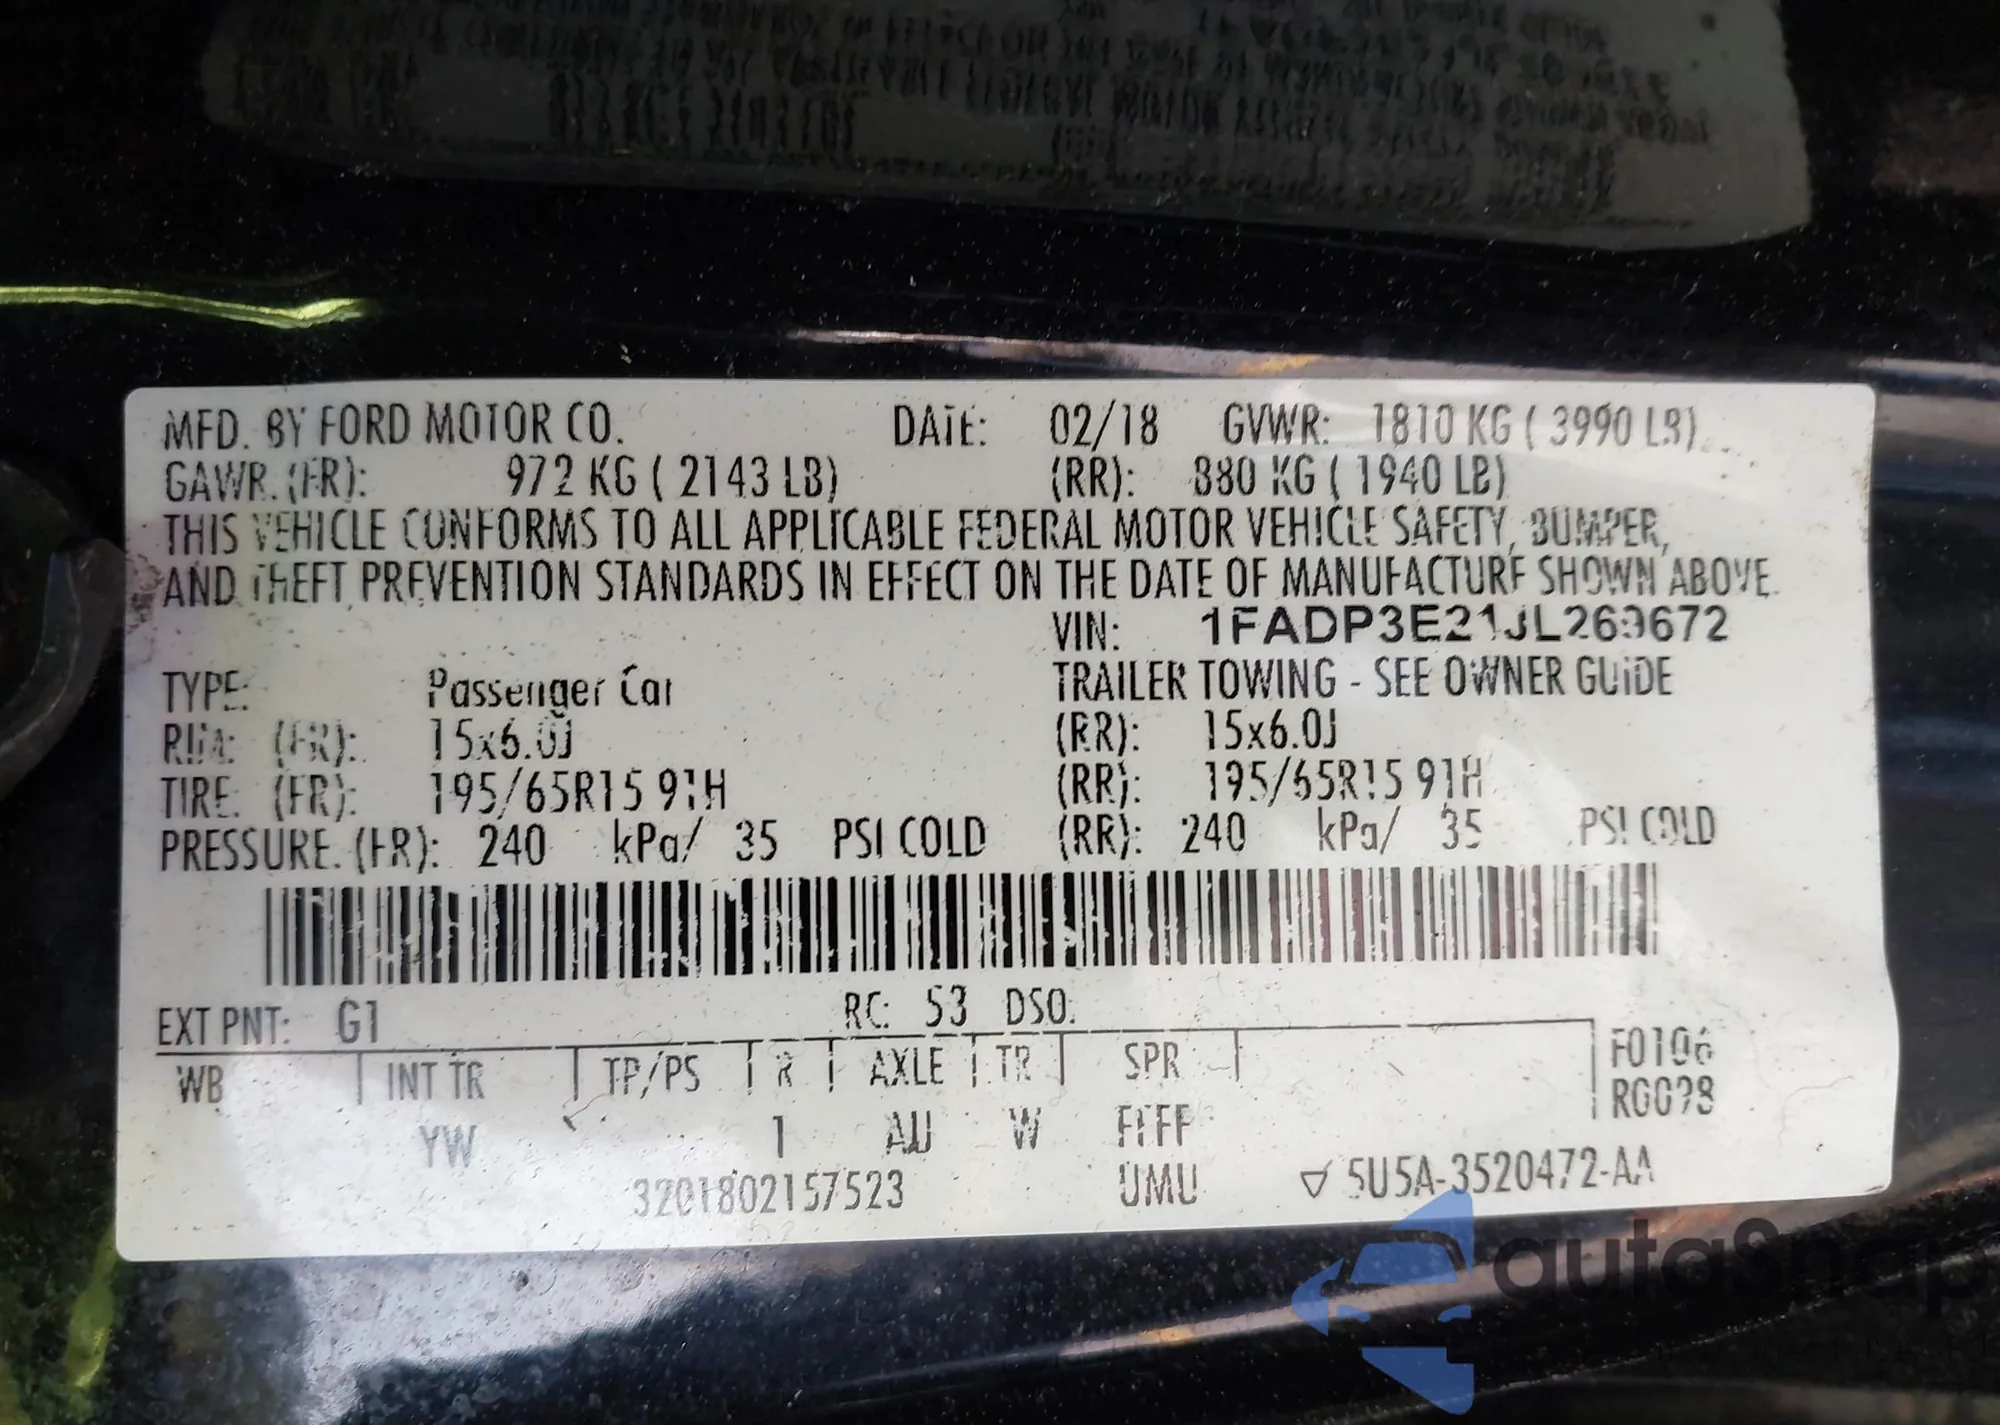 MFD. BY FORD MOTOR CO. DATE: 02/18 GVWR: 1810 KG ( 3990 LB)
GAWR. (FR): 972 KG ( 2143 LB) (RR): 880 KG ( 1940 LB)
THIS VEHICLE CONFORMS TO ALL APPLICABLE FEDERAL MOTOR VEHICLE SAFETY, BUMPER,
AND THEFT PREVENTION STANDARDS IN EFFECT ON THE DATE OF MANUFACTURE SHOWN ABOVE.
VIN: 1FADP3E21JL269672
TYPE: Passenger Car TRAILER TOWING - SEE OWNER GUIDE
RIM: (FR): 15x6.0J (RR): 15x6.0J
TIRE: (FR): 195/65R15 91H (RR): 195/65R15 91H
PRESSURE. (FR): 240 kPa/ 35 PSI COLD (RR): 240 kPa/ 35 PSI COLD
EXT PNT: G1 RC: 53 DSO:
WB INT TR TP/PS R AXLE TR SPR F0106
R0098
YW 1 AU W FFFF
3201802157523 UMU 5U5A-3520472-AA
autaSnap